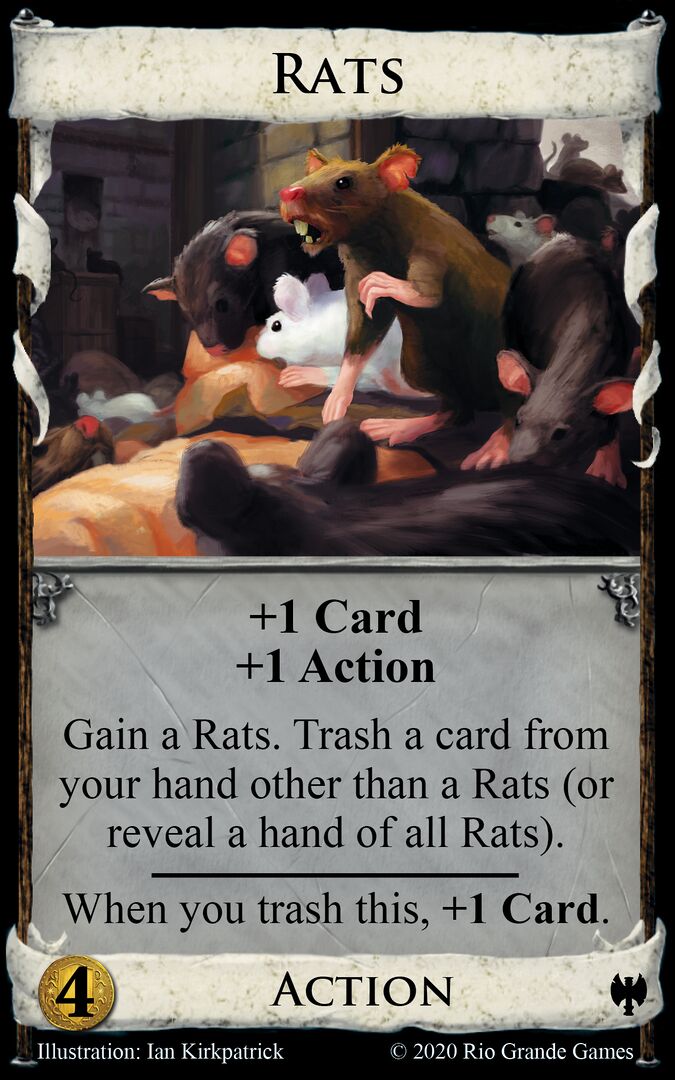 Rats
+1 Card
+1 Action
Gain a Rats. Trash a card from
your hand other than a Rats (or
reveal a hand of all Rats).
When you trash this, +1 Card.
4
Action
Illustration: Ian Kirkpatrick
© 2020 Rio Grande Games